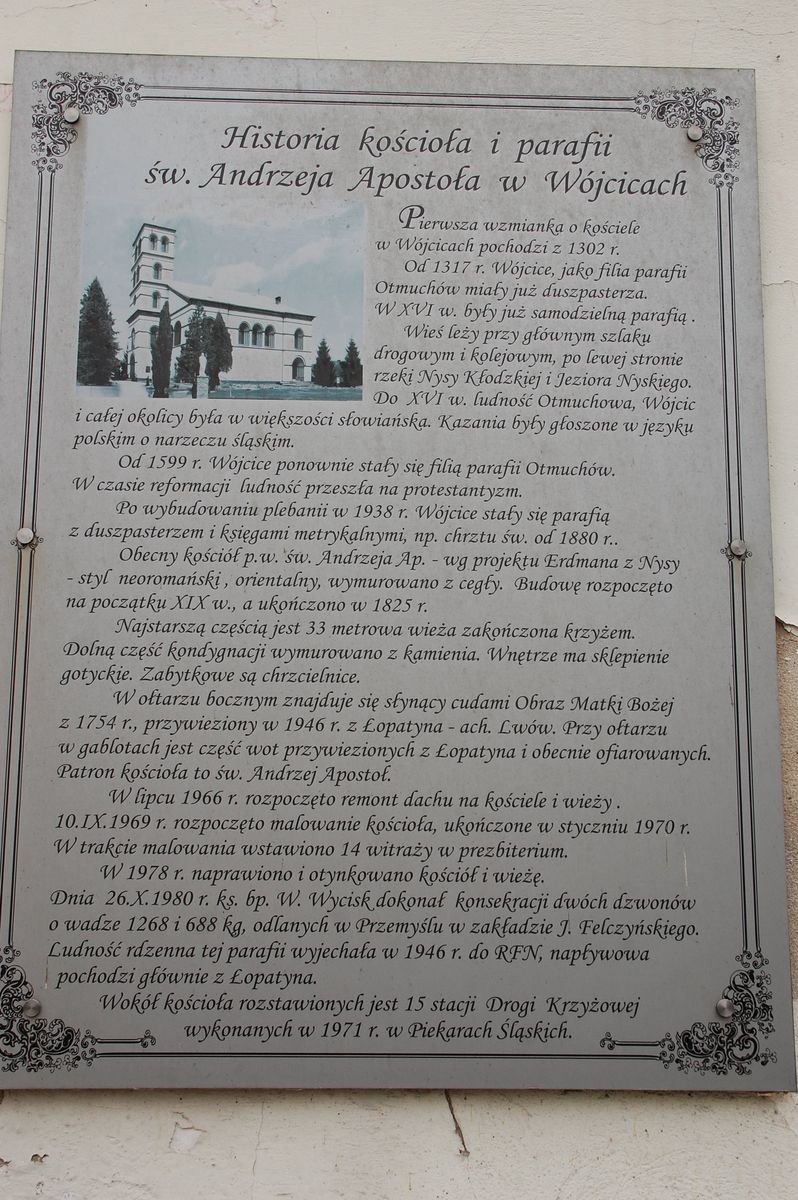 Historia kościoła i parafii
św. Andrzeja Apostoła w Wójcicach
Pierwsza wzmianka o kościele
w Wójcicach pochodzi z 1302 r.
Od 1317 r. Wójcice, jako filia parafii
Otmuchów miały już duszpasterza.
W XVI w. były już samodzielną parafią .
Wieś leży przy głównym szlaku
drogowym i kolejowym, po lewej stronie
rzeki Nysy Kłodzkiej i Jeziora Nyskiego.
Do XVI w. ludność Otmuchowa, Wójcic
i całej okolicy była w większości słowiańska. Kazania były głoszone w języku
polskim o narzeczu śląskim.
Od 1599 r. Wójcice ponownie stały się filią parafii Otmuchów.
W czasie reformacji ludność przeszła na protestantyzm.
Po wybudowaniu plebanii w 1938 r. Wójcice stały się parafią
z duszpasterzem i księgami metrykalnymi, np. chrztu św. od 1880 r..
Obecny kościół p.w. św. Andrzeja Ap. - wg projektu Erdmana z Nysy
- styl neoromański , orientalny, wymurowano z cegły. Budowę rozpoczęto
na początku XIX w., a ukończono w 1825 r.
Najstarszą częścią jest 33 metrowa wieża zakończona krzyżem.
Dolną część kondygnacji wymurowano z kamienia. Wnętrze ma sklepienie
gotyckie. Zabytkowe są chrzcielnice.
W ołtarzu bocznym znajduje się słynący cudami Obraz Matki Bożej
z 1754 r., przywieziony w 1946 r. z Łopatyna - ach. Lwów. Przy ołtarzu
w gablotach jest część wot przywiezionych z Łopatyna i obecnie ofiarowanych.
Patron kościoła to św. Andrzej Apostoł.
W lipcu 1966 r. rozpoczęto remont dachu na kościele i wieży .
10.IX.1969 r. rozpoczęto malowanie kościoła, ukończone w styczniu 1970 r.
W trakcie malowania wstawiono 14 witraży w prezbiterium.
W 1978 r. naprawiono i otynkowano kościół i wieżę.
Dnia 26.X.1980 r. ks. bp. W. Wycisk dokonał konsekracji dwóch dzwonów
o wadze 1268 i 688 kg, odlanych w Przemyślu w zakładzie J. Felczyńskiego.
Ludność rdzenna tej parafii wyjechała w 1946 r. do RFN, napływowa
pochodzi głównie z Łopatyna.
Wokół kościoła rozstawionych jest 15 stacji Drogi Krzyżowej
wykonanych w 1971 r. w Piekarach Śląskich.